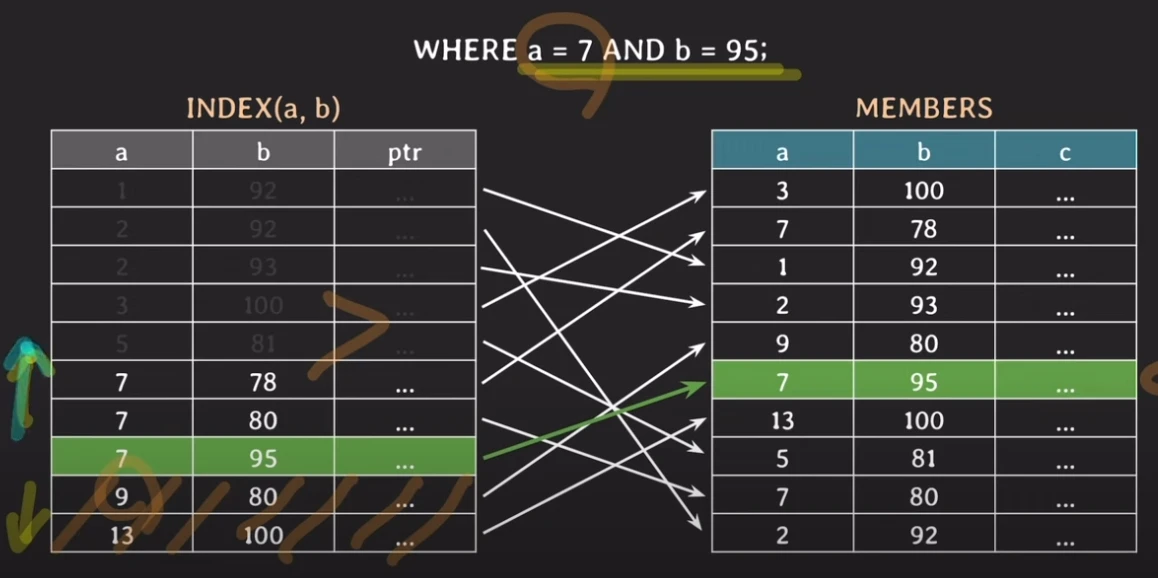 WHERE a = 7 AND b = 95;
INDEX(a, b)
a b ptr
1 92 ...
2 92 ...
2 93 ...
3 100 ...
5 81 ...
7 78 ...
7 80 ...
7 95 ...
9 80 ...
13 100 ...
MEMBERS
a b c
3 100 ...
7 78 ...
1 92 ...
2 93 ...
9 80 ...
7 95 ...
13 100 ...
5 81 ...
7 80 ...
2 92 ...